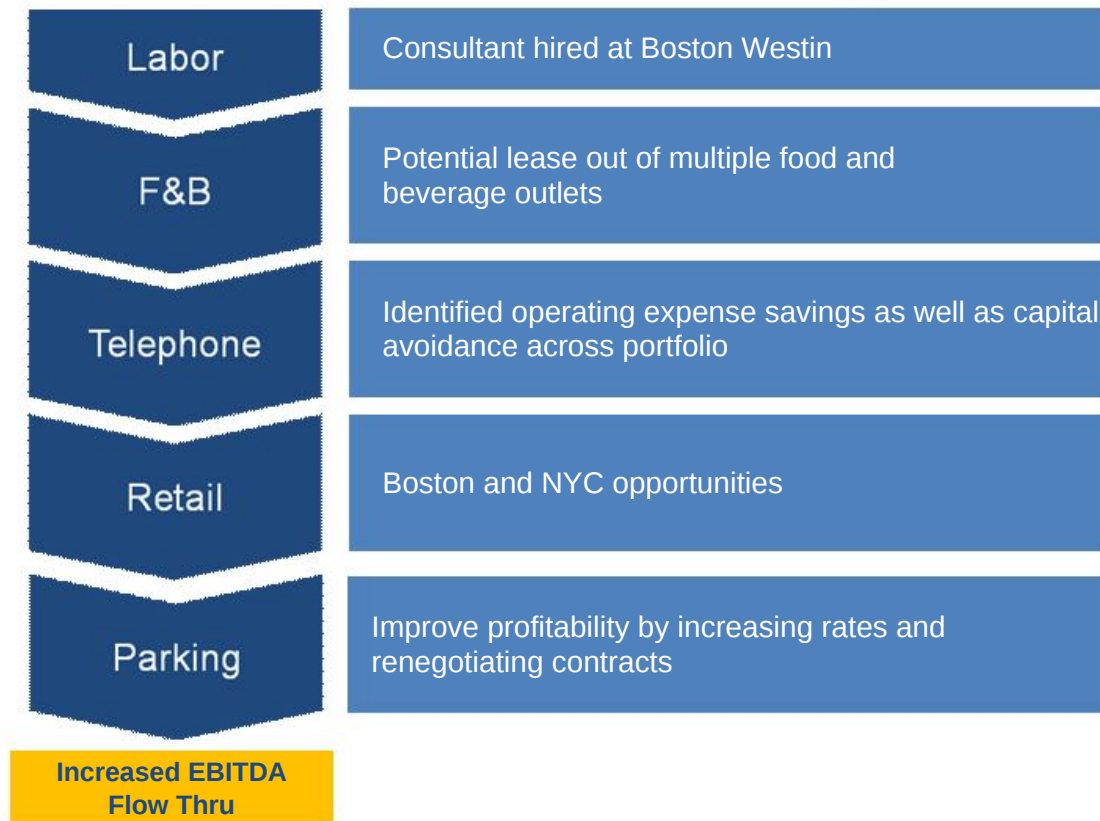 Labor
Consultant hired at Boston Westin
F&B
Potential lease out of multiple food and
beverage outlets
Telephone
Identified operating expense savings as well as capital
avoidance across portfolio
Retail
Boston and NYC opportunities
Parking
Improve profitability by increasing rates and
renegotiating contracts
Increased EBITDA
Flow Thru